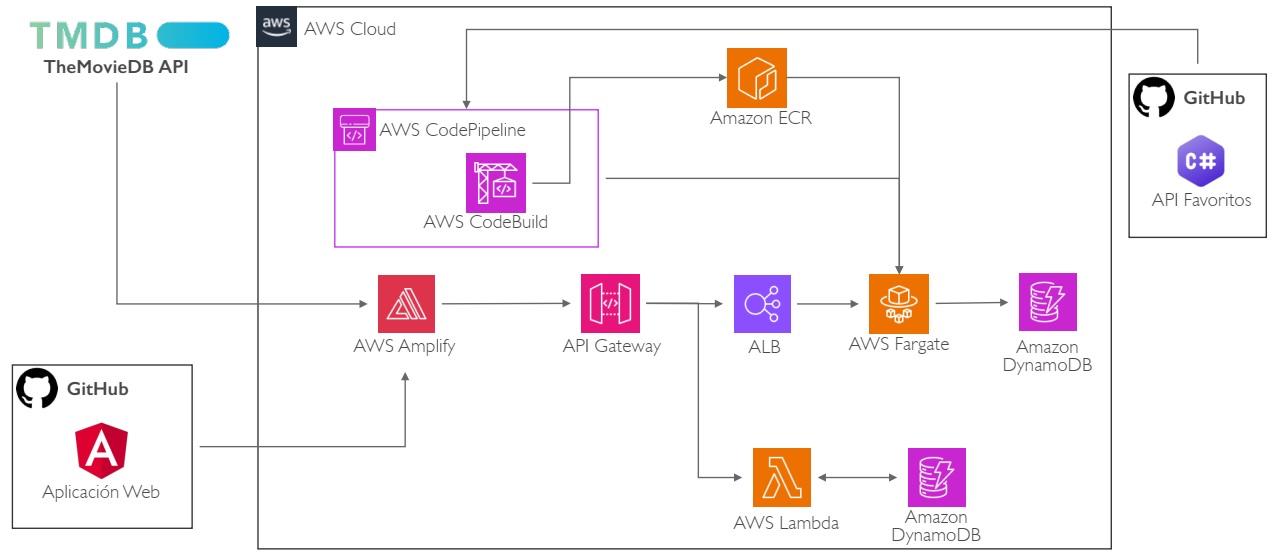 TMDB
TheMovieDB API
aws
AWS Cloud
AWS CodePipeline
AWS CodeBuild
Amazon ECR
GitHub
C#
API Favoritos
AWS Amplify
API Gateway
ALB
AWS Fargate
Amazon
DynamoDB
GitHub
A
Aplicación Web
AWS Lambda
Amazon
DynamoDB